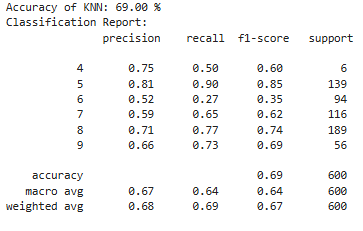 Accuracy of KNN: 69.00 %
Classification Report:
precision recall f1-score support
4 0.75 0.50 0.60 6
5 0.81 0.90 0.85 139
6 0.52 0.27 0.35 94
7 0.59 0.65 0.62 116
8 0.71 0.77 0.74 189
9 0.66 0.73 0.69 56
accuracy 0.69 600
macro avg 0.67 0.64 0.64 600
weighted avg 0.68 0.69 0.67 600